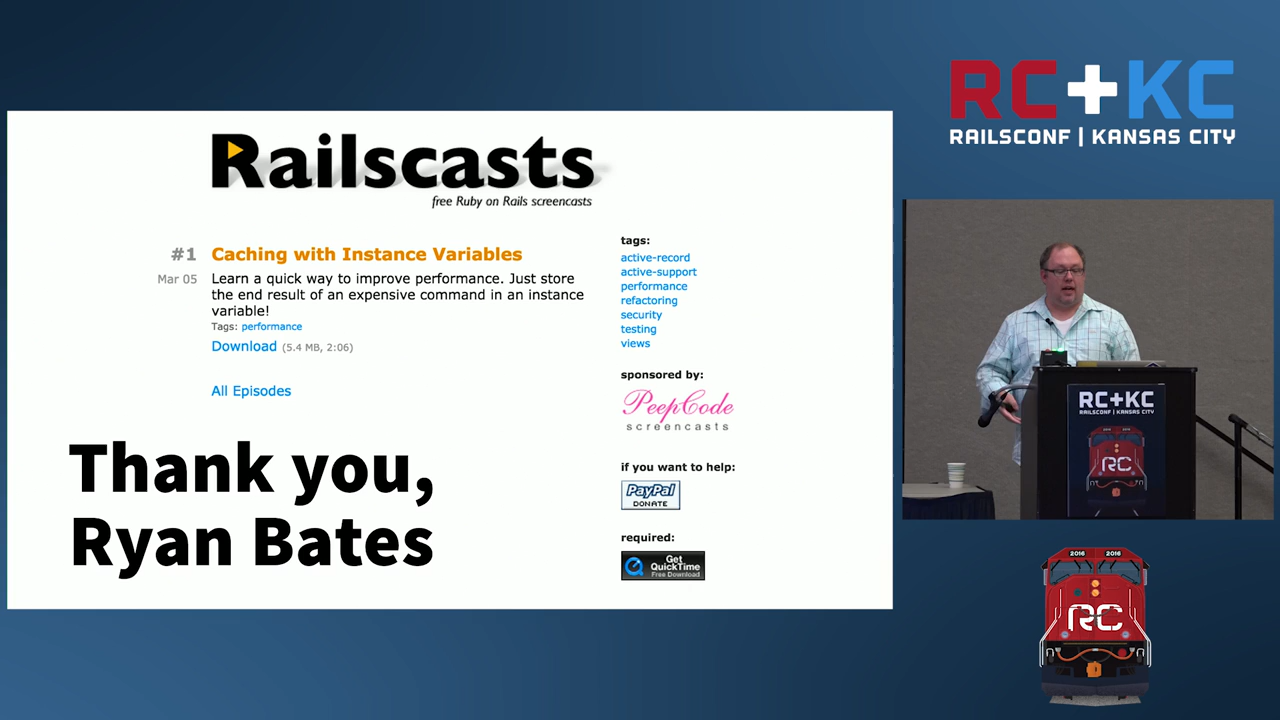 RC+KC
RAILSCONF | KANSAS CITY
Railscasts
free Ruby on Rails screencasts
#1 Caching with Instance Variables
Mar 05 Learn a quick way to improve performance. Just store
the end result of an expensive command in an instance
variable!
Tags: performance
Download (5.4 MB, 2:06)
All Episodes
tags:
active-record
active-support
performance
refactoring
security
testing
views
sponsored by:
PeepCode
screencasts
if you want to help:
PayPal
DONATE
required:
Get
QuickTime
Free Download
Thank you,
Ryan Bates
RC+KC
RAILSCONF | KANSAS CITY
RC
2016 2016
RC